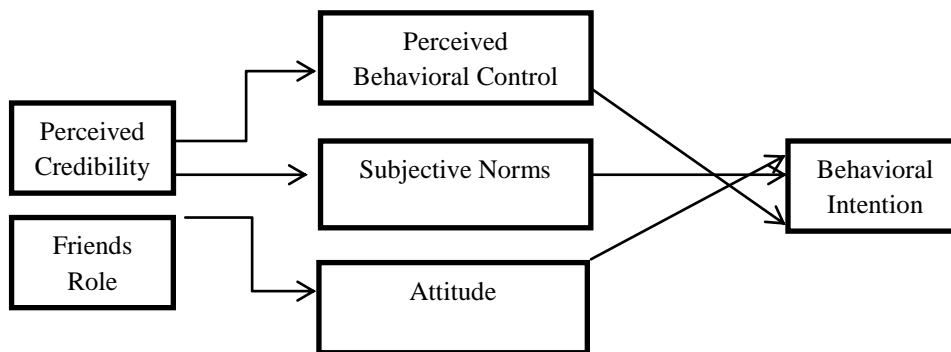 Perceived
Behavioral Control
Perceived
Credibility
Subjective Norms
Behavioral
Intention
Friends
Role
Attitude